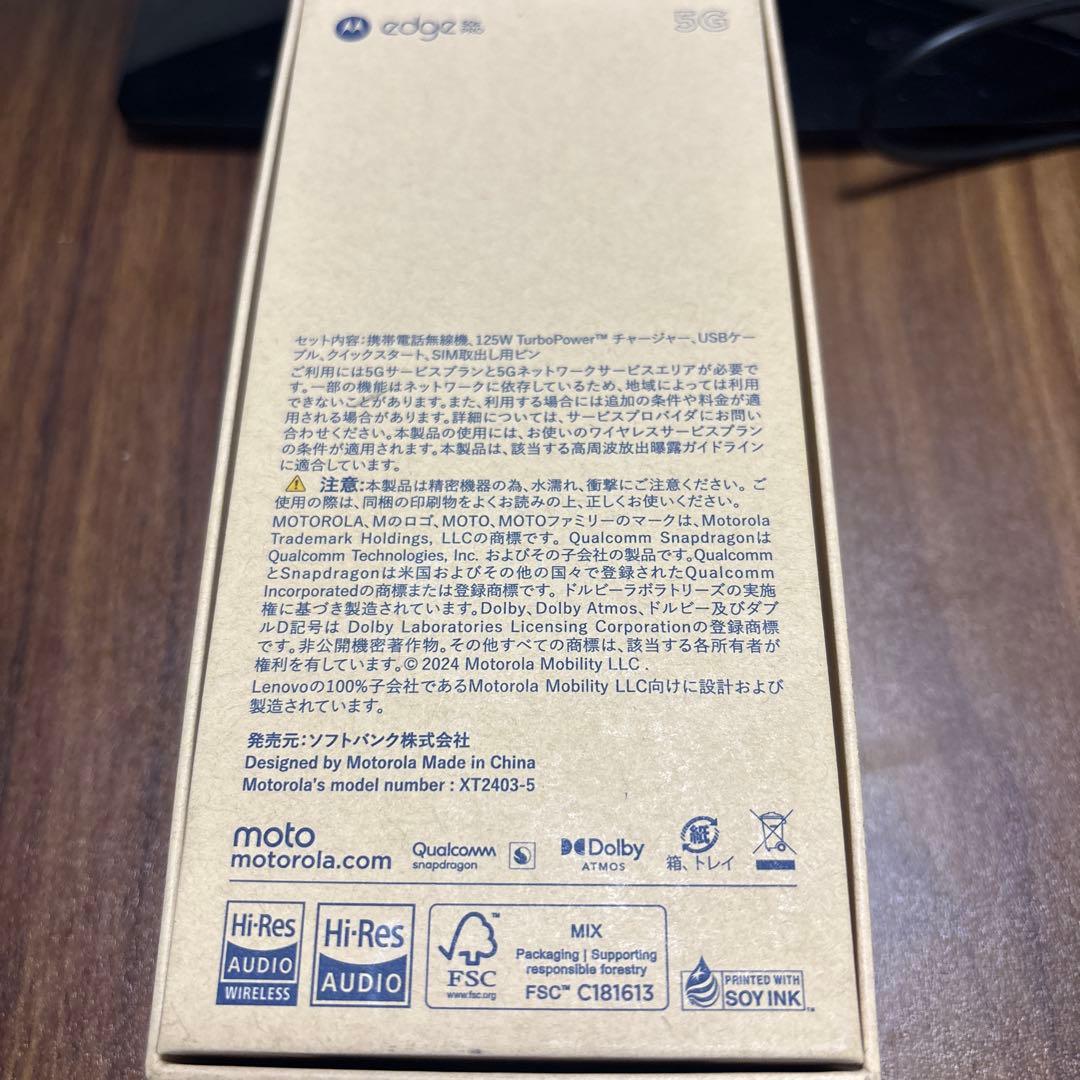 edge 50s PRO
5G
セット内容:携帯電話無線機、125W TurboPower™ チャージャー、USBケー
ブル、クイックスタート、SIM取出し用ピン
ご利用には5Gサービスプランと5Gネットワークサービスエリアが必要で
す。一部の機能はネットワークに依存しているため、地域によっては利用
できないことがあります。また、利用する場合には追加の条件や料金が適
用される場合があります。詳細については、サービスプロバイダにお問い
合わせください。本製品の使用には、お使いのワイヤレスサービスプラン
の条件が適用されます。本製品は、該当する高周波放出曝露ガイドライン
に適合しています。
注意:本製品は精密機器の為、水濡れ、衝撃にご注意ください。ご
使用の際は、同梱の印刷物をよくお読みの上、正しくお使いください。
MOTOROLA、Mのロゴ、MOTO、MOTOファミリーのマークは、Motorola
Trademark Holdings, LLCの商標です。Qualcomm Snapdragonは
Qualcomm Technologies, Inc. およびその子会社の製品です。Qualcomm
とSnapdragonは米国およびその他の国々で登録されたQualcomm
Incorporatedの商標または登録商標です。ドルビーラボラトリーズの実施
権に基づき製造されています。Dolby、Dolby Atmos、ドルビー及びダブ
ルD記号は Dolby Laboratories Licensing Corporationの登録商標
です。非公開機密著作物。その他すべての商標は、該当する各所有者が
権利を有しています。© 2024 Motorola Mobility LLC .
Lenovoの100%子会社であるMotorola Mobility LLC向けに設計および
製造されています。
発売元:ソフトバンク株式会社
Designed by Motorola Made in China
Motorola's model number : XT2403-5
moto
motorola.com
Qualcomm
snapdragon
Dolby
ATMOS
紙
箱、トレイ
Hi-Res
AUDIO
WIRELESS
Hi-Res
AUDIO
FSC™
www.fsc.org
MIX
Packaging | Supporting
responsible forestry
FSC™ C181613
PRINTED WITH
SOY INK™